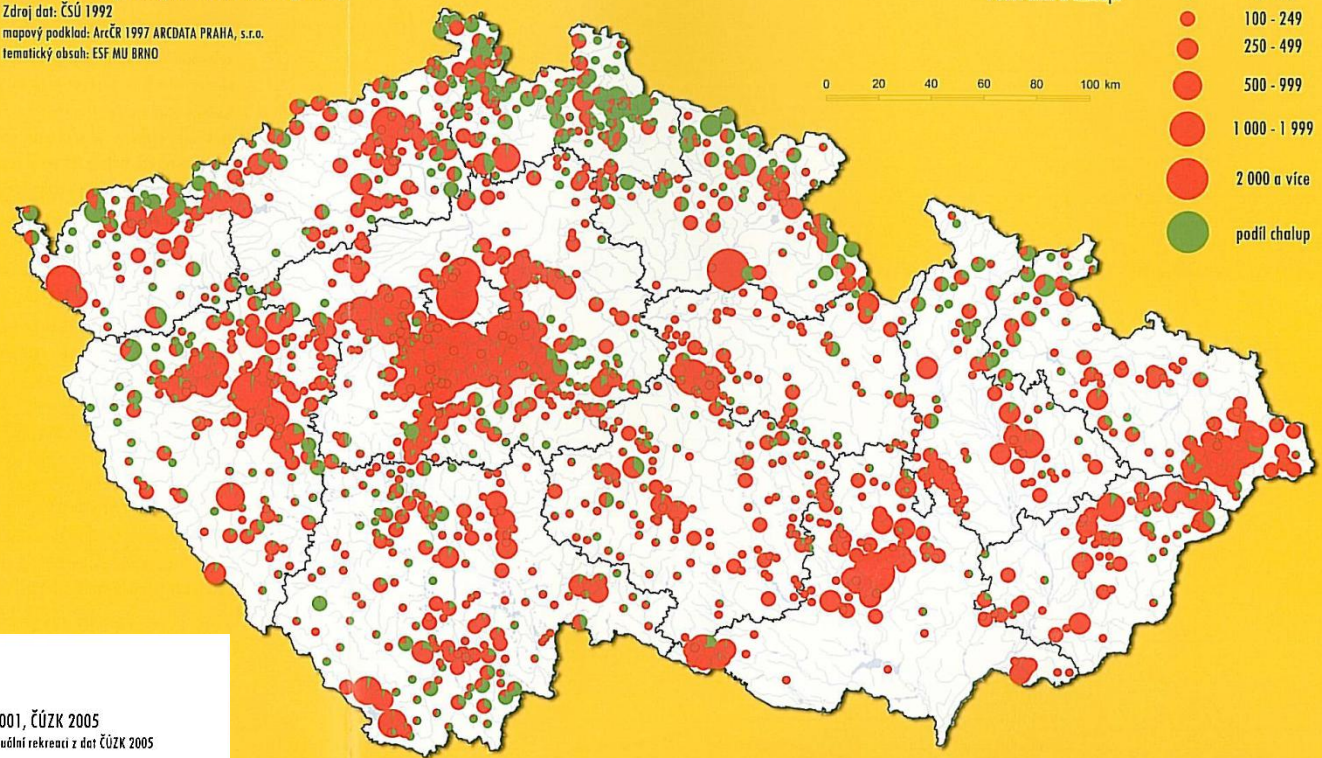 Zdroj dat: ČSÚ 1992
mapový podklad: ArcČR 1997 ARCDATA PRAHA, s.r.o.
tematický obsah: ESF MU BRNO
100 - 249
250 - 499
500 - 999
1 000 - 1 999
2 000 a více
podíl chalup
0 20 40 60 80 100 km
001, ČÚZK 2005
uální rekreaci z dat ČÚZK 2005